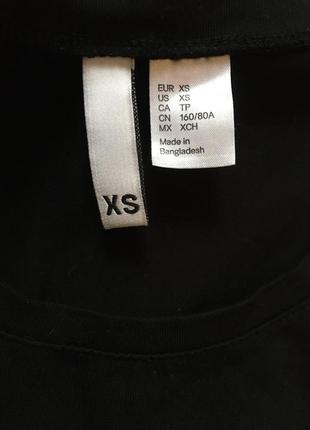 XS
EUR XS
US XS
CA TP
CN 160/80A
MX XCH
Made in
Bangladesh